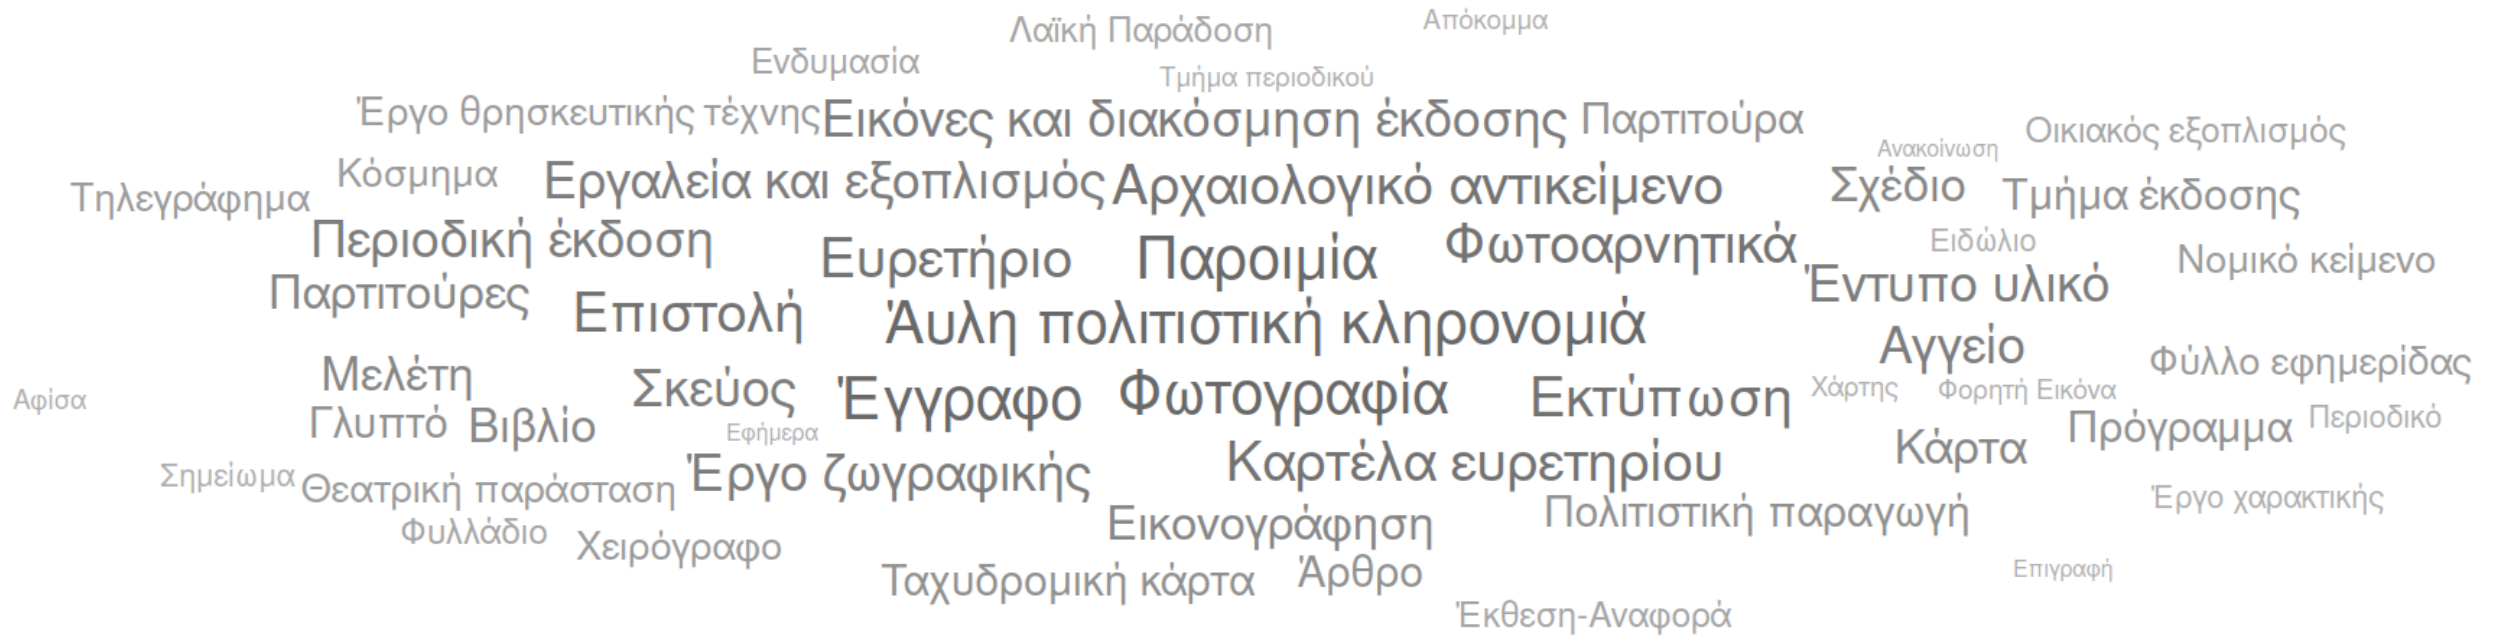 Απόκομμα
Λαϊκή Παράδοση
Ενδυμασία
Τμήμα περιοδικού
Έργο θρησκευτικής τέχνης
Εικόνες και διακόσμηση έκδοσης
Παρτιτούρα
Οικιακός εξοπλισμός
Ανακοίνωση
Κόσμημα
Εργαλεία και εξοπλισμός
Αρχαιολογικό αντικείμενο
Σχέδιο
Τμήμα έκδοσης
Τηλεγράφημα
Περιοδική έκδοση
Ευρετήριο
Παροιμία
Φωτοαρνητικά
Ειδώλιο
Νομικό κείμενο
Παρτιτούρες
Έντυπο υλικό
Επιστολή
Άυλη πολιτιστική κληρονομιά
Αγγείο
Φύλλο εφημερίδας
Μελέτη
Αφίσα
Σκεύος
Έγγραφο
Φωτογραφία
Εκτύπωση
Χάρτης
Φορητή Εικόνα
Γλυπτό
Βιβλίο
Εφήμερα
Πρόγραμμα
Περιοδικό
Κάρτα
Καρτέλα ευρετηρίου
Σημείωμα
Θεατρική παράσταση
Έργο ζωγραφικής
Έργο χαρακτικής
Φυλλάδιο
Χειρόγραφο
Εικονογράφηση
Πολιτιστική παραγωγή
Ταχυδρομική κάρτα
Άρθρο
Επιγραφή
Έκθεση-Αναφορά